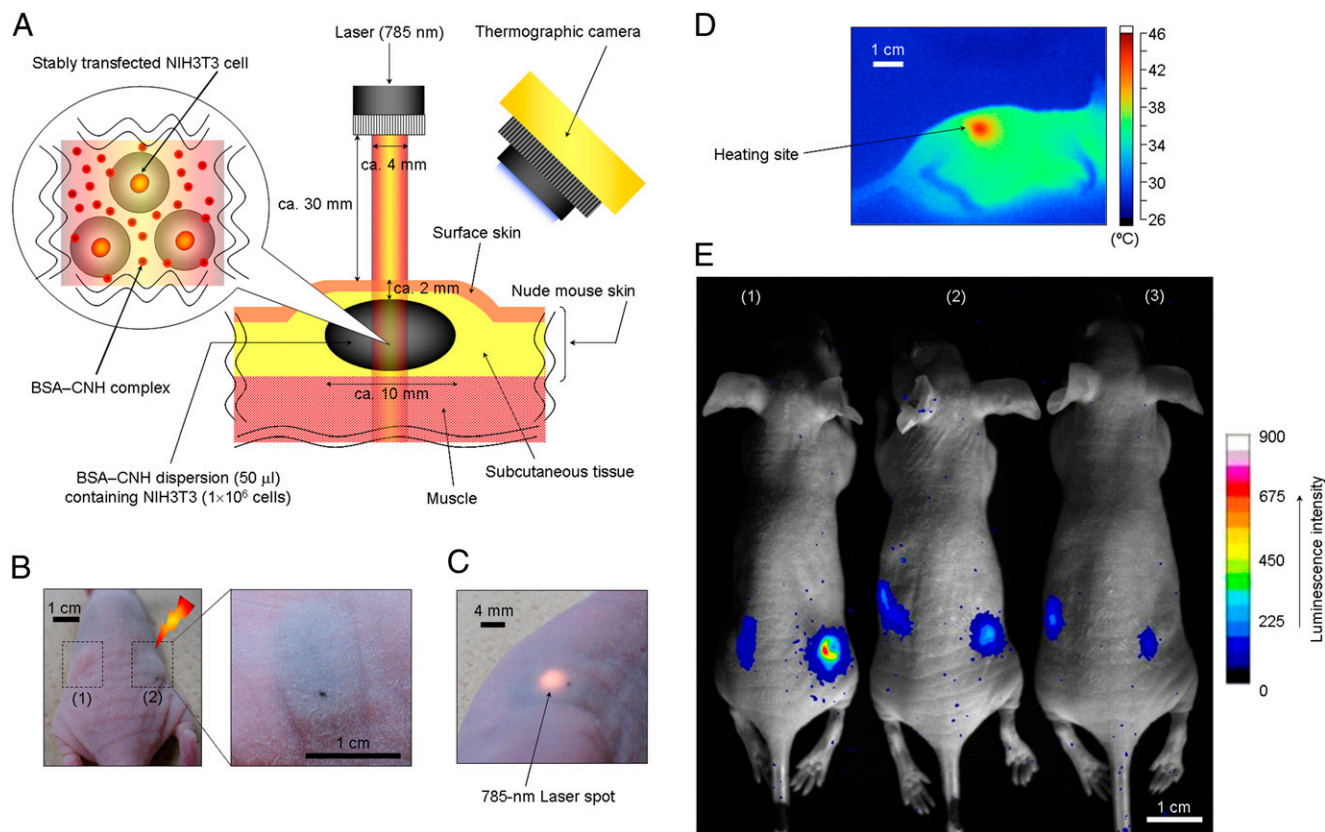 A
Laser (785 nm)
Thermographic camera
Stably transfected NIH3T3 cell
ca. 4 mm
ca. 30 mm
Surface skin
ca. 2 mm
Nude mouse skin
BSA–CNH complex
ca. 10 mm
Subcutaneous tissue
BSA–CNH dispersion (50 μl)
containing NIH3T3 (1×10⁶ cells)
Muscle
B
1 cm
(1)
(2)
1 cm
C
4 mm
785-nm Laser spot
D
1 cm
Heating site
46
42
38
34
30
26
(ºC)
E
(1)
(2)
(3)
900
675
450
225
0
Luminescence intensity
1 cm